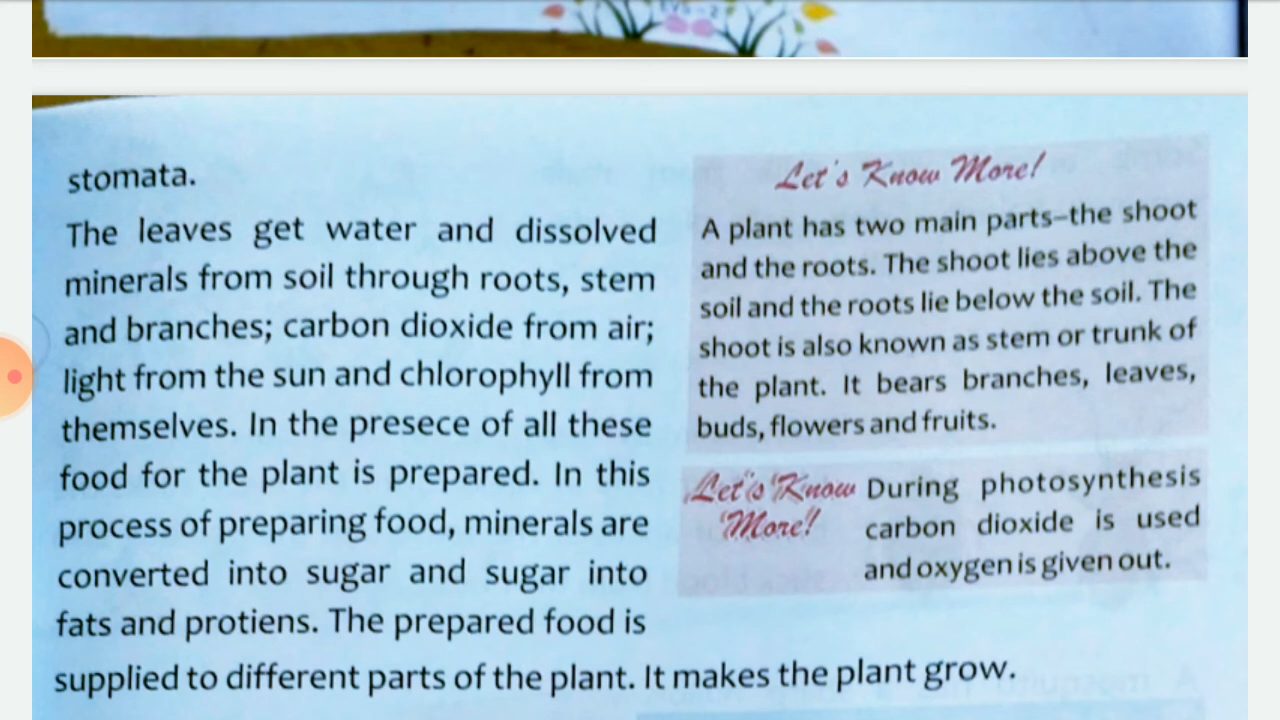 stomata.
The leaves get water and dissolved
minerals from soil through roots, stem
and branches; carbon dioxide from air;
light from the sun and chlorophyll from
themselves. In the presece of all these
food for the plant is prepared. In this
process of preparing food, minerals are
converted into sugar and sugar into
fats and protiens. The prepared food is
supplied to different parts of the plant. It makes the plant grow.
Let's Know More!
A plant has two main parts–the shoot
and the roots. The shoot lies above the
soil and the roots lie below the soil. The
shoot is also known as stem or trunk of
the plant. It bears branches, leaves,
buds, flowers and fruits.
Let's Know
More!
During photosynthesis
carbon dioxide is used
and oxygen is given out.